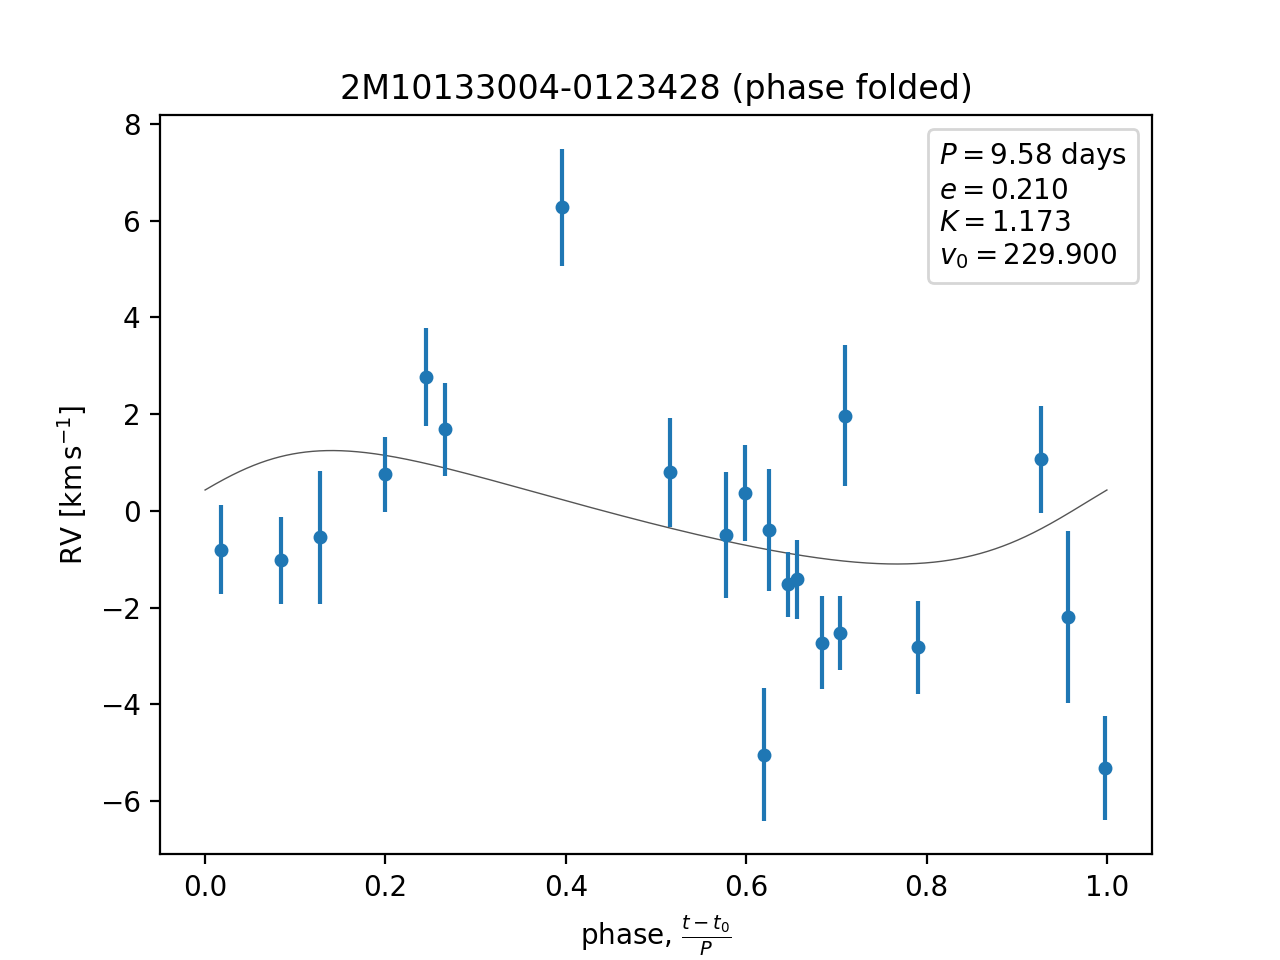 2M10133004-0123428 (phase folded)
P = 9.58 days
e = 0.210
K = 1.173
v₀ = 229.900
RV [km s⁻¹]
8
6
4
2
0
−2
−4
−6
0.0 0.2 0.4 0.6 0.8 1.0
phase, (t − t₀)/P